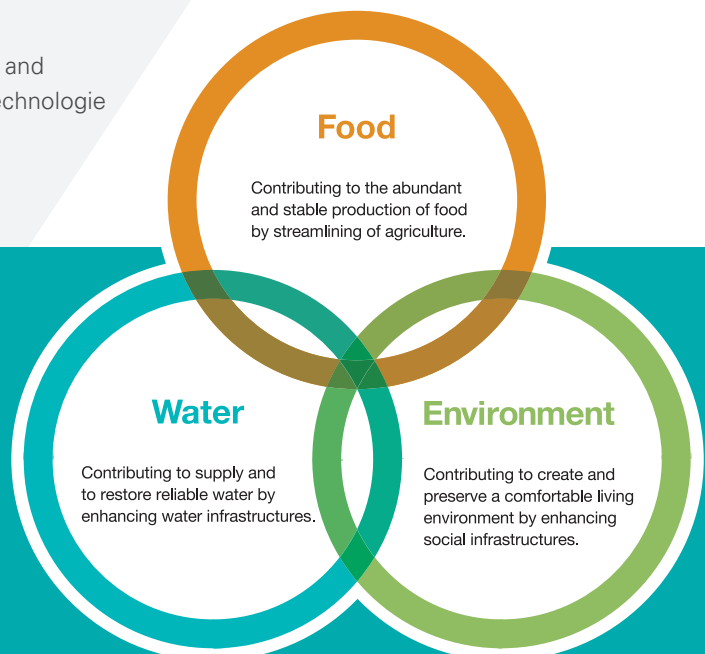 and
echnologie
Food
Contributing to the abundant
and stable production of food
by streamlining of agriculture.
Water
Contributing to supply and
to restore reliable water by
enhancing water infrastructures.
Environment
Contributing to create and
preserve a comfortable living
environment by enhancing
social infrastructures.